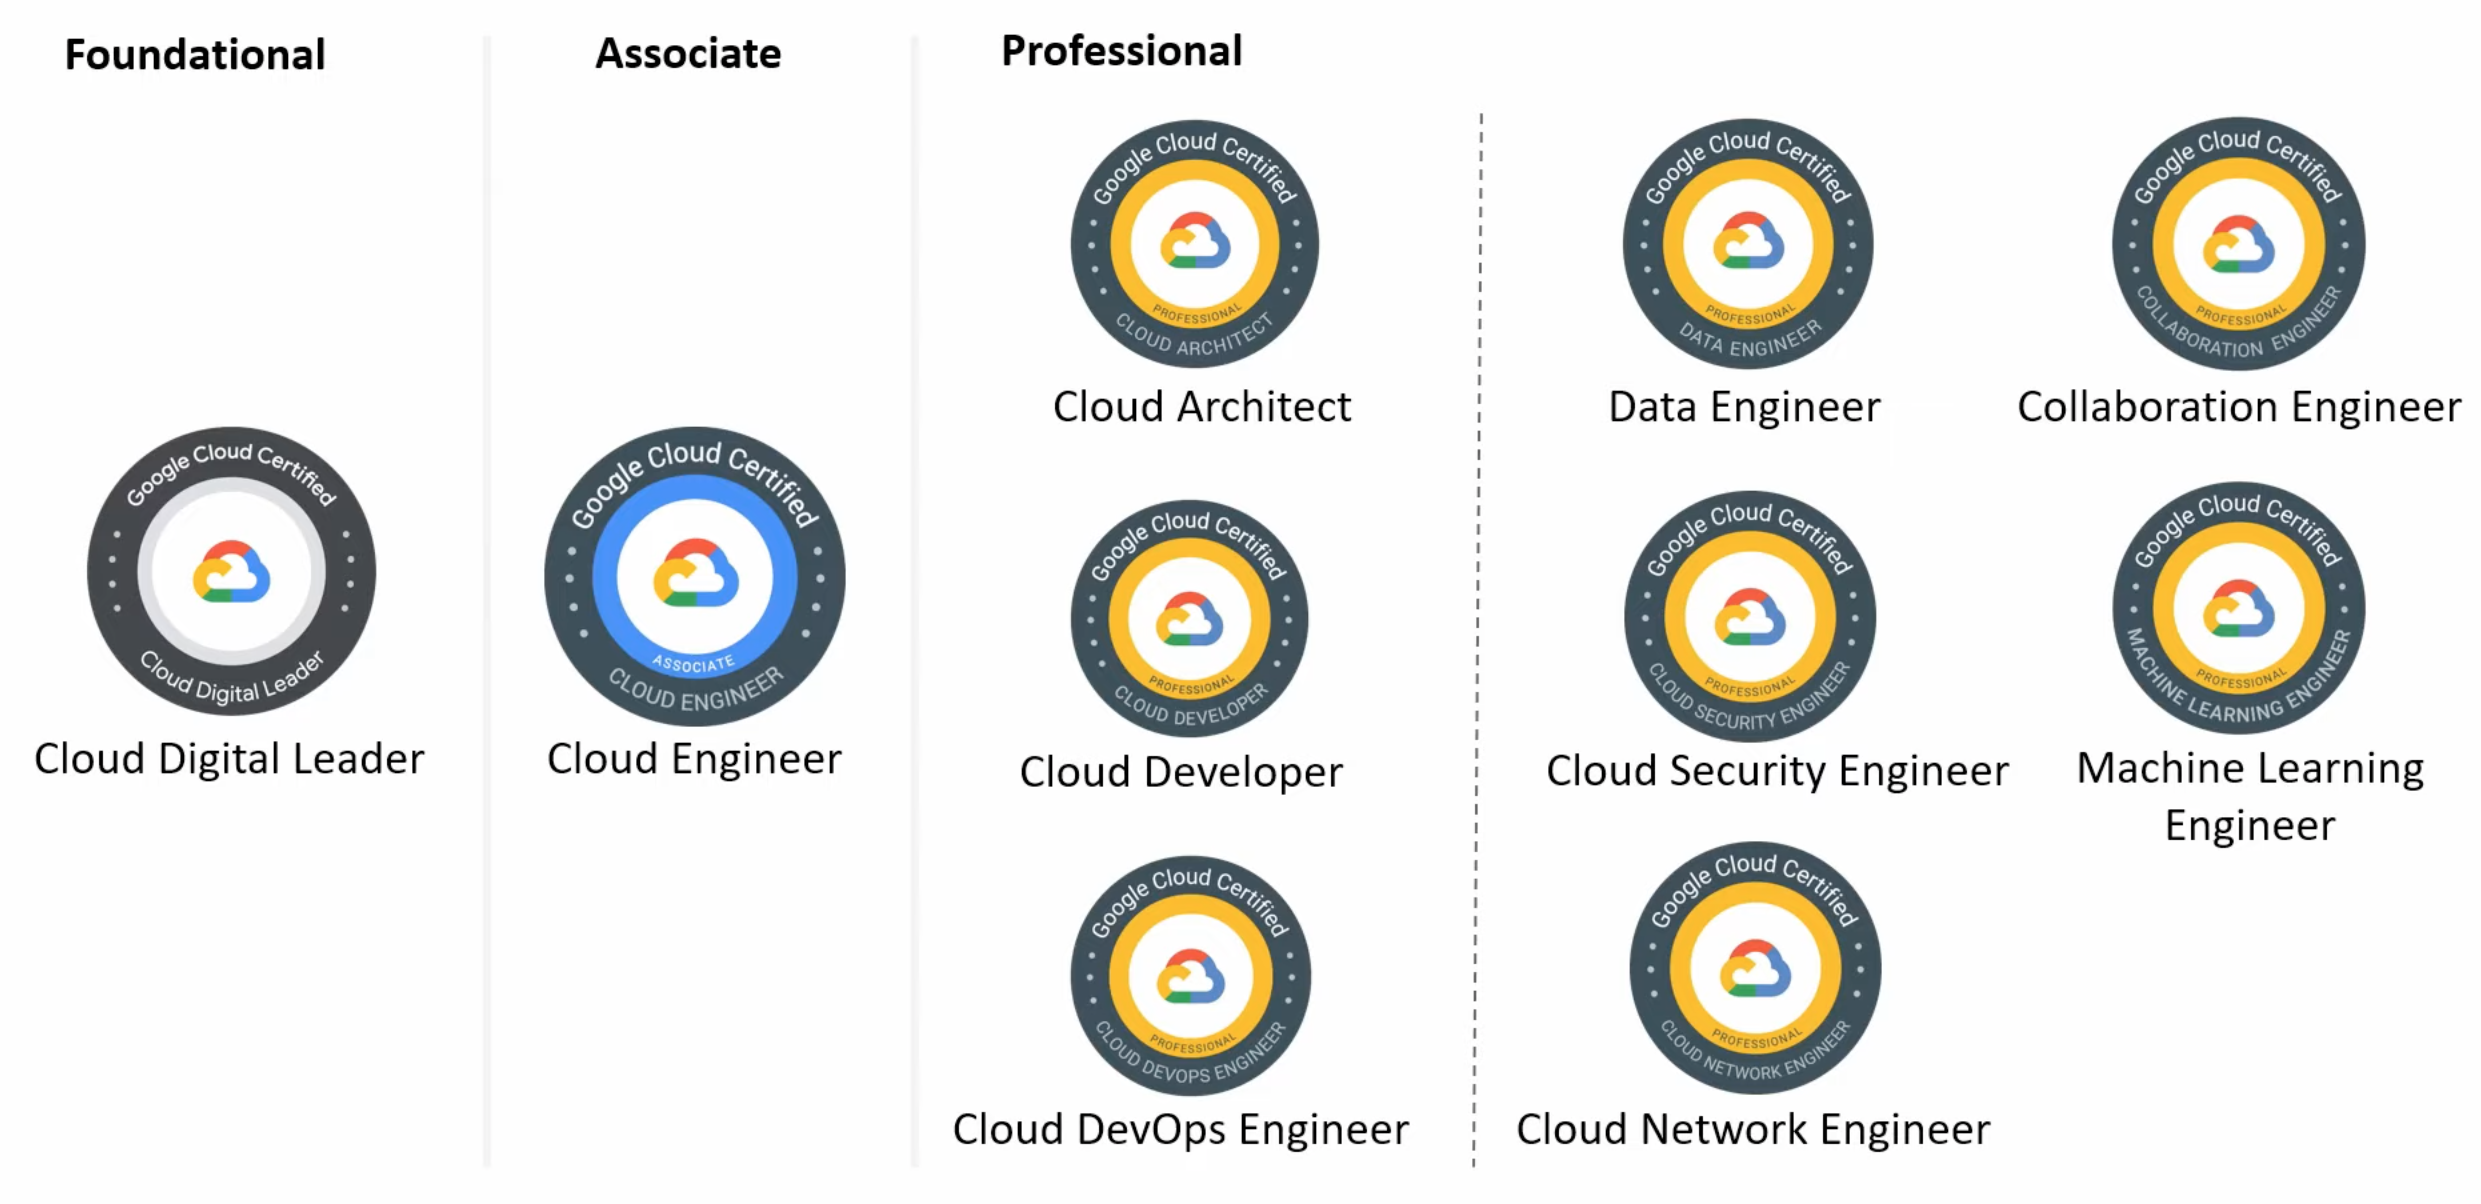 Foundational
Associate
Professional
Google Cloud Certified
Cloud Digital Leader
Cloud Digital Leader
Google Cloud Certified
ASSOCIATE
CLOUD ENGINEER
Cloud Engineer
Google Cloud Certified
PROFESSIONAL
CLOUD ARCHITECT
Cloud Architect
Google Cloud Certified
PROFESSIONAL
CLOUD DEVELOPER
Cloud Developer
Google Cloud Certified
PROFESSIONAL
CLOUD DEVOPS ENGINEER
Cloud DevOps Engineer
Google Cloud Certified
PROFESSIONAL
DATA ENGINEER
Data Engineer
Google Cloud Certified
PROFESSIONAL
CLOUD SECURITY ENGINEER
Cloud Security Engineer
Google Cloud Certified
PROFESSIONAL
CLOUD NETWORK ENGINEER
Cloud Network Engineer
Google Cloud Certified
PROFESSIONAL
COLLABORATION ENGINEER
Collaboration Engineer
Google Cloud Certified
PROFESSIONAL
MACHINE LEARNING ENGINEER
Machine Learning
Engineer